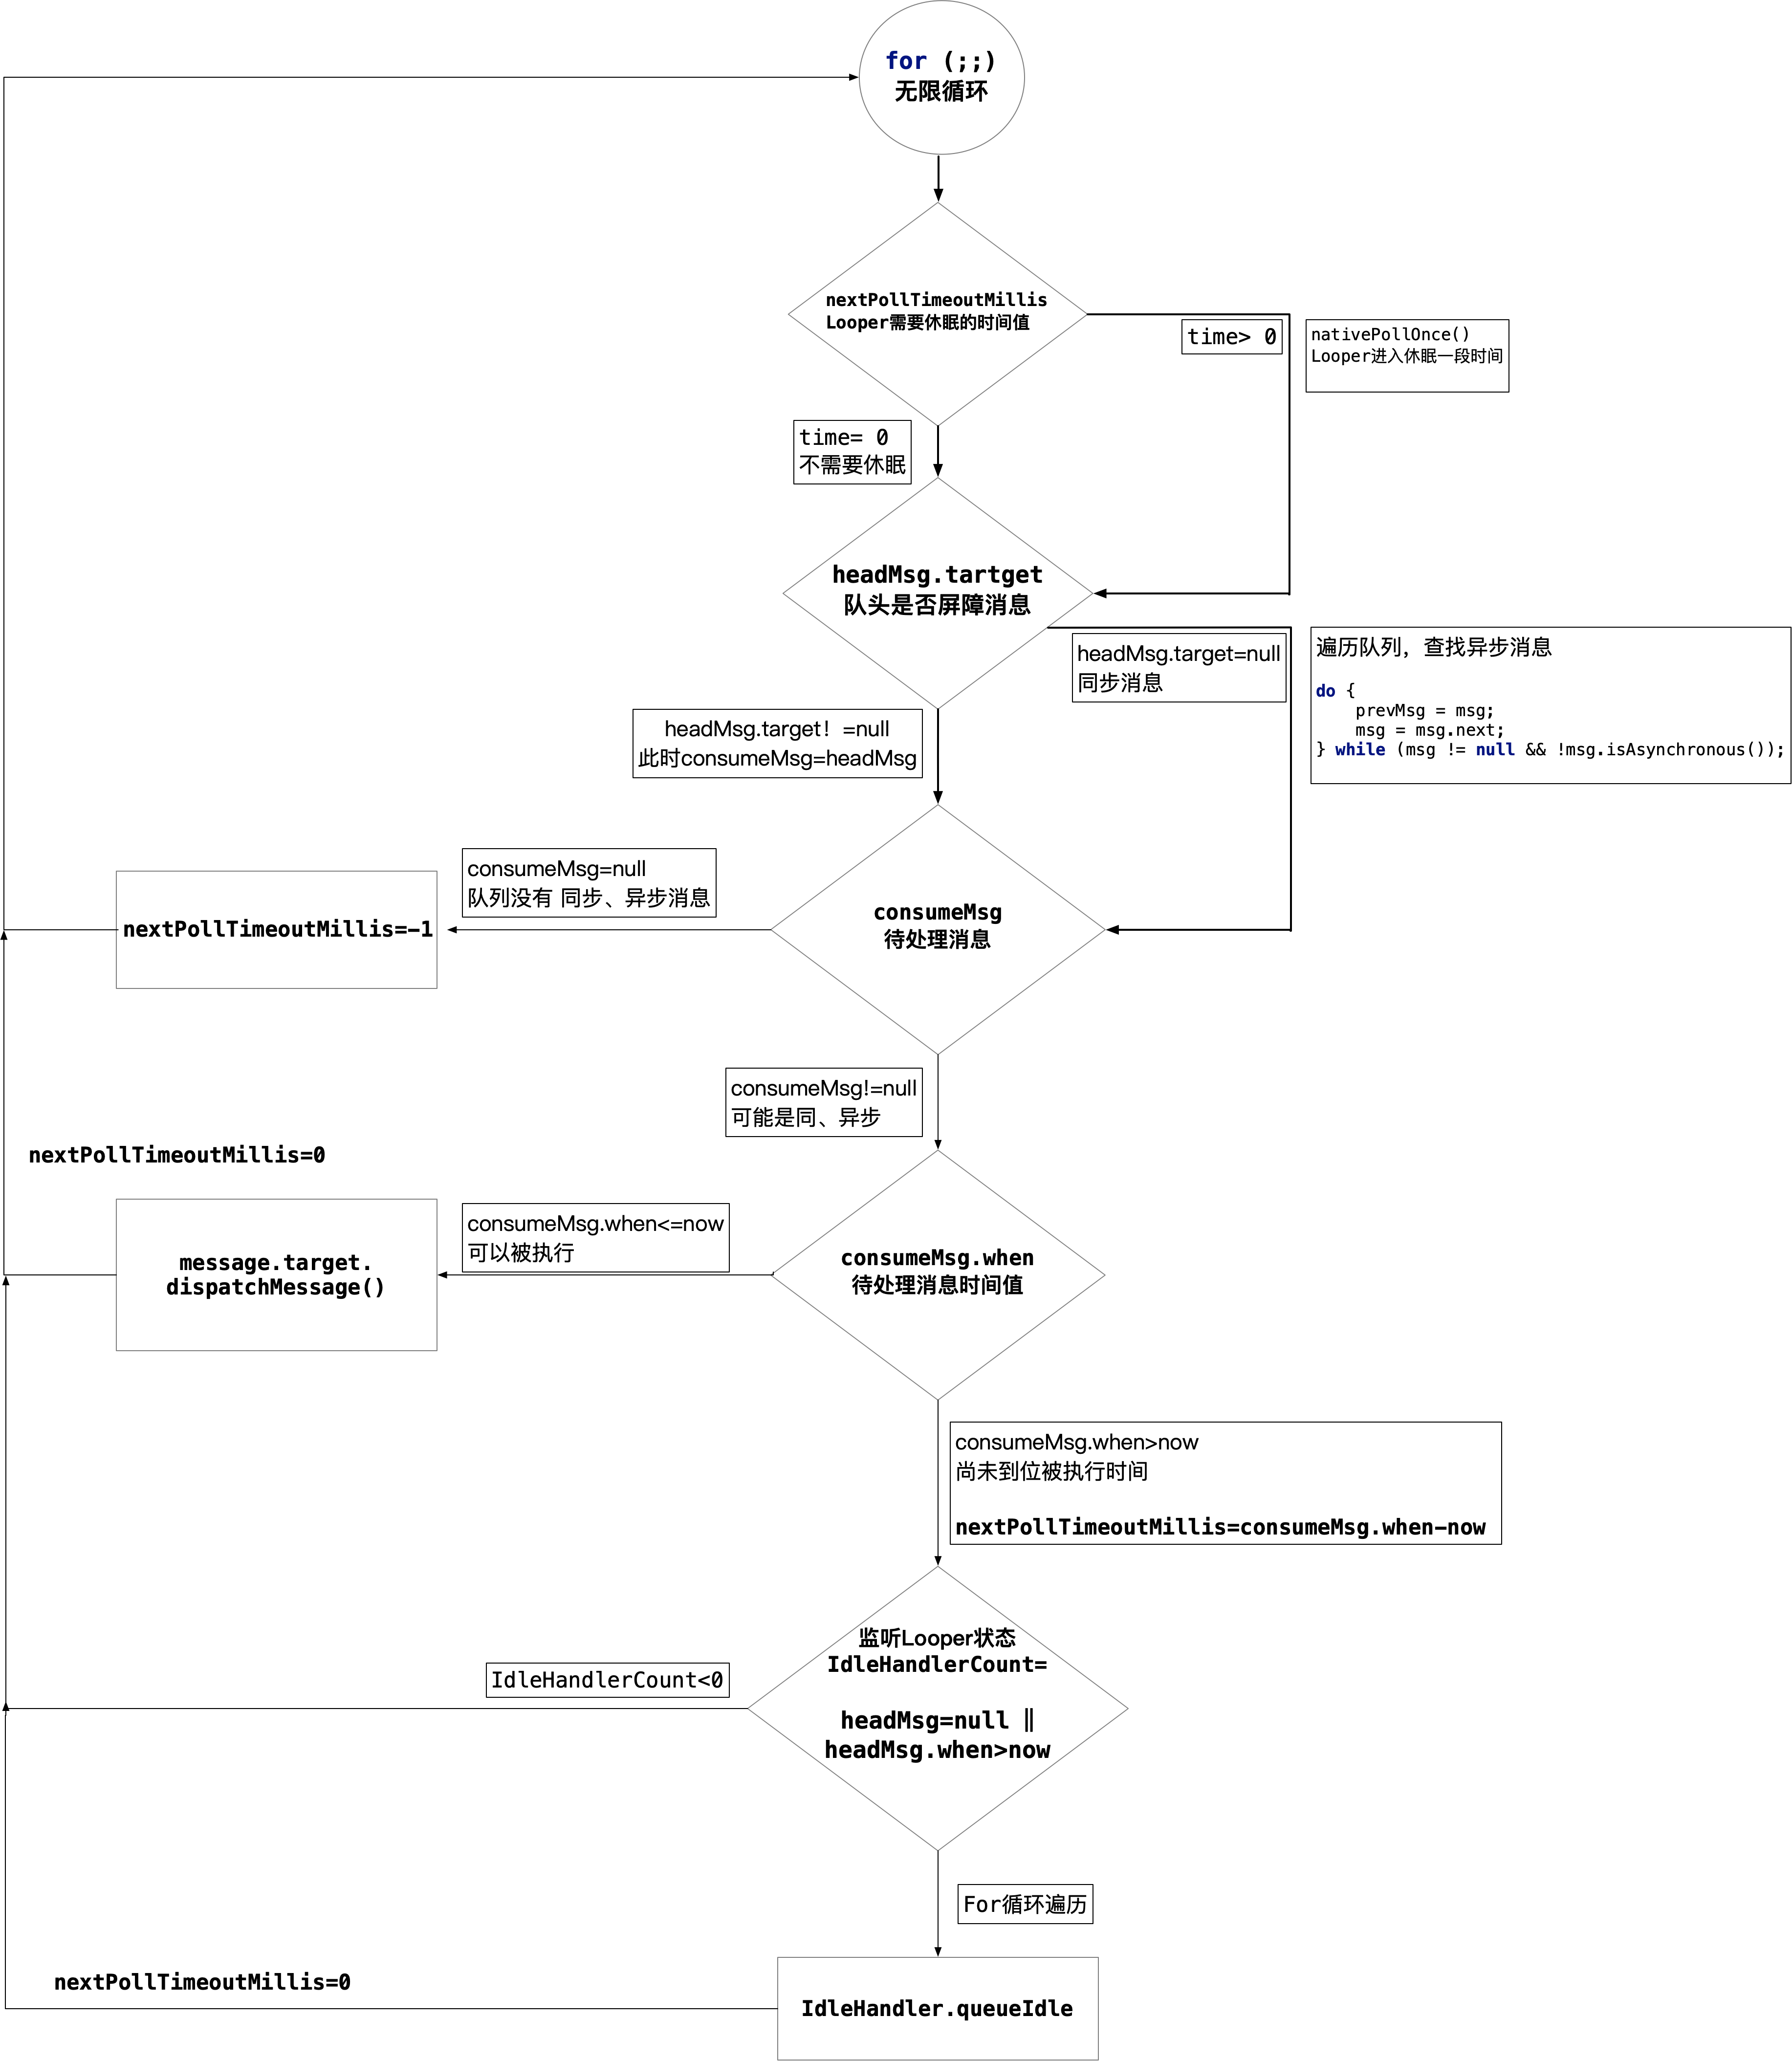 for (;;)
无限循环
nextPollTimeoutMillis
Looper需要休眠的时间值
time> 0
nativePollOnce()
Looper进入休眠一段时间
time= 0
不需要休眠
headMsg.tartget
队头是否屏障消息
headMsg.target=null
同步消息
遍历队列，查找异步消息
do {
prevMsg = msg;
msg = msg.next;
} while (msg != null && !msg.isAsynchronous());
headMsg.target！=null
此时consumeMsg=headMsg
consumeMsg=null
队列没有 同步、异步消息
nextPollTimeoutMillis=-1
consumeMsg
待处理消息
consumeMsg!=null
可能是同、异步
nextPollTimeoutMillis=0
consumeMsg.when<=now
可以被执行
message.target.
dispatchMessage()
consumeMsg.when
待处理消息时间值
consumeMsg.when>now
尚未到位被执行时间
nextPollTimeoutMillis=consumeMsg.when-now
监听Looper状态
IdleHandlerCount=
headMsg=null ||
headMsg.when>now
IdleHandlerCount<0
For循环遍历
nextPollTimeoutMillis=0
IdleHandler.queueIdle